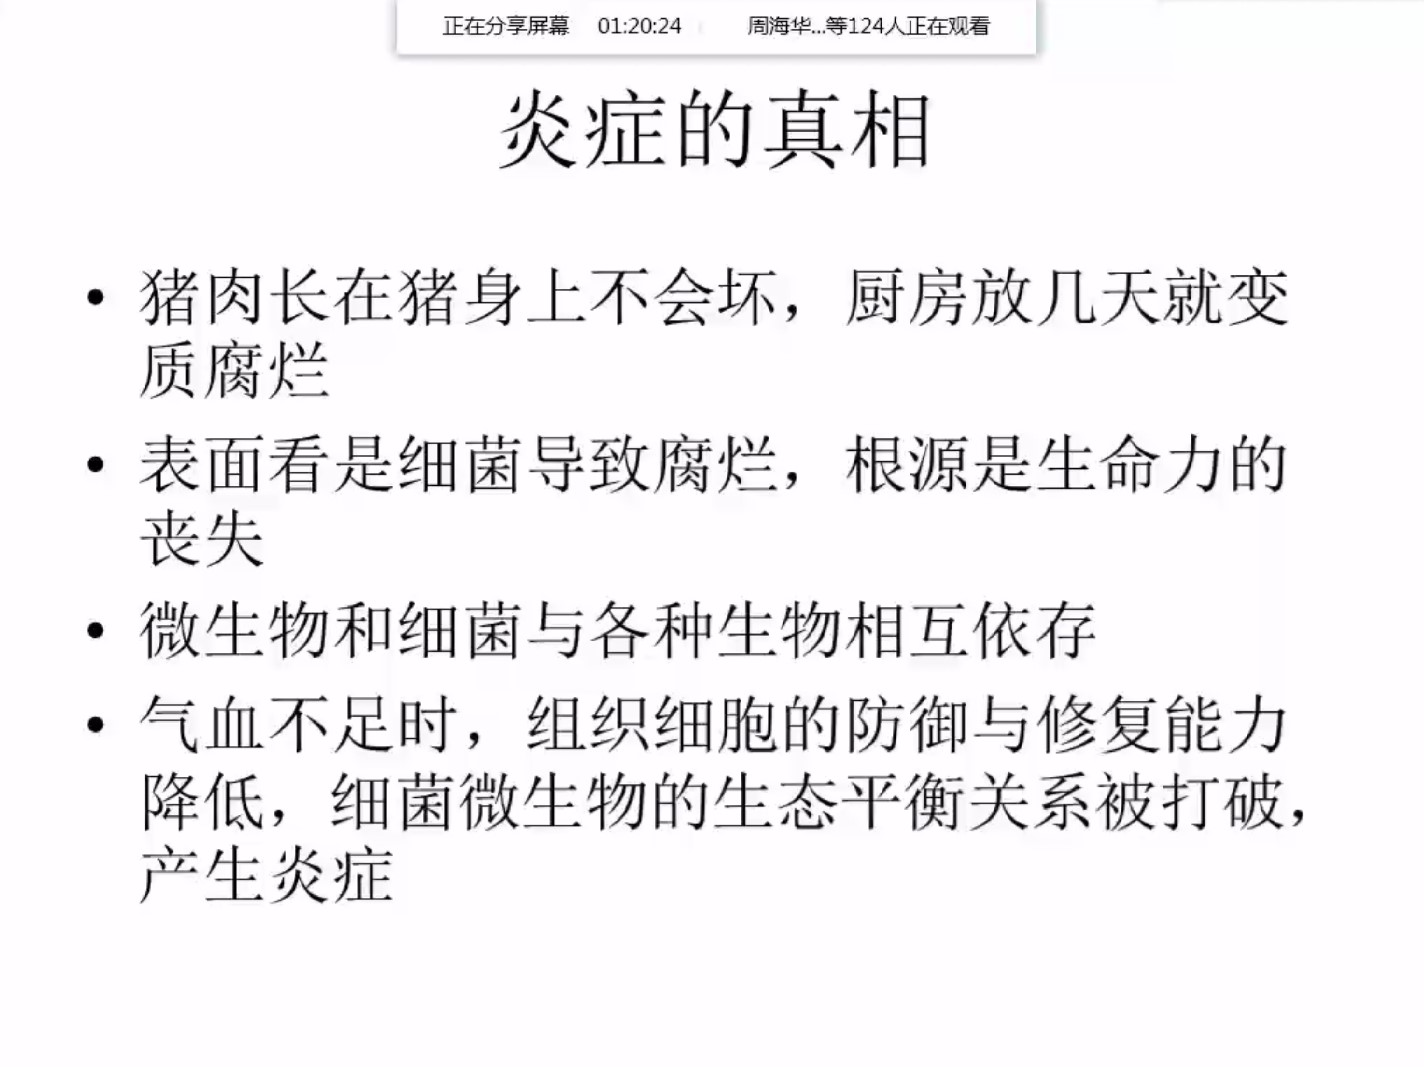 正在分享屏幕 01:20:24 周海华...等124人正在观看
炎症的真相
• 猪肉长在猪身上不会坏，厨房放几天就变
质腐烂
• 表面看是细菌导致腐烂，根源是生命力的
丧失
• 微生物和细菌与各种生物相互依存
• 气血不足时，组织细胞的防御与修复能力
降低，细菌微生物的生态平衡关系被打破，
产生炎症